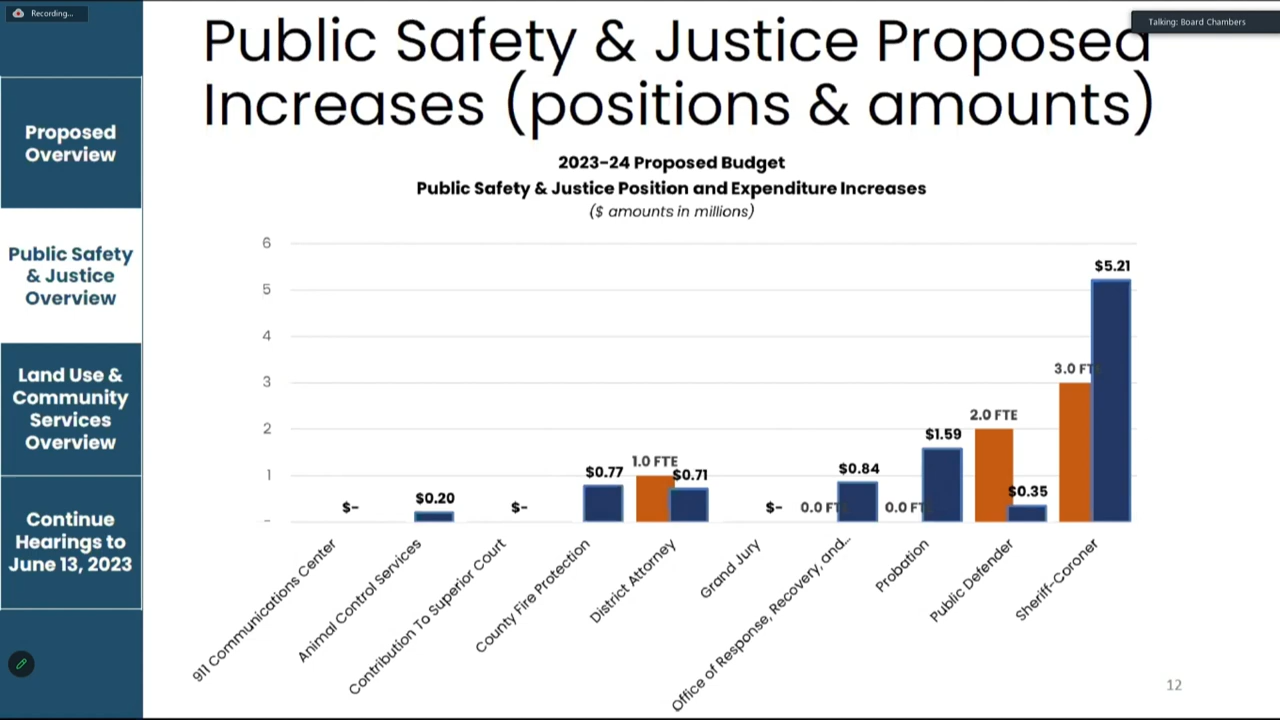 Recording...
Talking: Board Chambers
Public Safety & Justice Proposed
Increases (positions & amounts)
Proposed
Overview
Public Safety
& Justice
Overview
Land Use &
Community
Services
Overview
Continue
Hearings to
June 13, 2023
2023-24 Proposed Budget
Public Safety & Justice Position and Expenditure Increases
($ amounts in millions)
6
5
4
3
2
1
-
$-
$0.20
$-
$0.77
1.0 FTE
$0.71
$-
0.0 FTE
$0.84
0.0 FTE
$1.59
2.0 FTE
$0.35
3.0 FTE
$5.21
911 Communications Center
Animal Control Services
Contribution To Superior Court
County Fire Protection
District Attorney
Grand Jury
Office of Response, Recovery, and...
Probation
Public Defender
Sheriff-Coroner
12